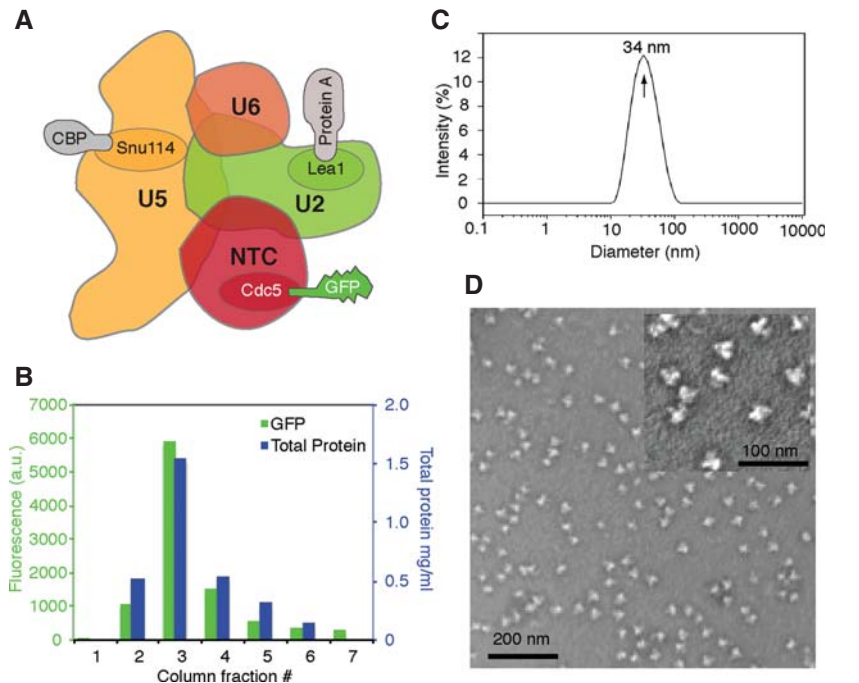 A
U6
Protein A
CBP
Snu114
Lea1
U5
U2
NTC
Cdc5
GFP
B
7000
6000
5000
4000
3000
2000
1000
0
Fluorescence (a.u.)
GFP
Total Protein
2.0
1.5
1.0
0.5
0
Total protein mg/ml
1 2 3 4 5 6 7
Column fraction #
C
34 nm
12
10
8
6
4
2
0
Intensity (%)
0.1 1 10 100 1000 10000
Diameter (nm)
D
100 nm
200 nm